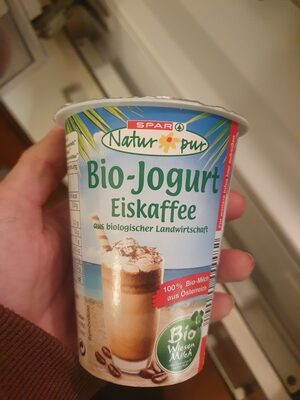 SPAR
Natur pur
Bio-Jogurt
Eiskaffee
aus biologischer Landwirtschaft
100% Bio-Milch
aus Österreich
Bio
Wiesen
Milch